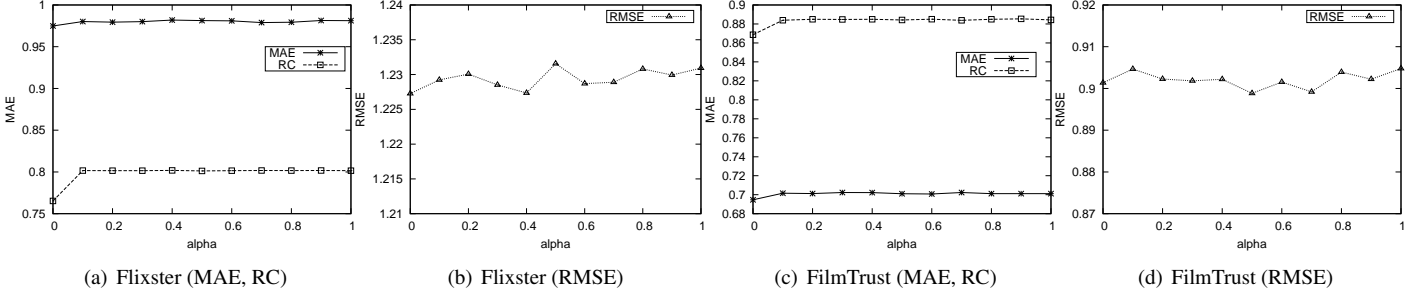 1
0.95
0.9
0.85
0.8
0.75
MAE
0 0.2 0.4 0.6 0.8 1
alpha
MAE
RC
(a) Flixster (MAE, RC)
1.24
1.23
1.225
1.22
1.215
1.21
RMSE
0 0.2 0.4 0.6 0.8 1
alpha
RMSE
(b) Flixster (RMSE)
0.9
0.88
0.86
0.84
0.82
0.8
0.78
0.76
0.74
0.72
0.7
0.68
MAE
0 0.2 0.4 0.6 0.8 1
alpha
MAE
RC
(c) FilmTrust (MAE, RC)
0.92
0.91
0.9
0.89
0.88
0.87
RMSE
0 0.2 0.4 0.6 0.8 1
alpha
RMSE
(d) FilmTrust (RMSE)